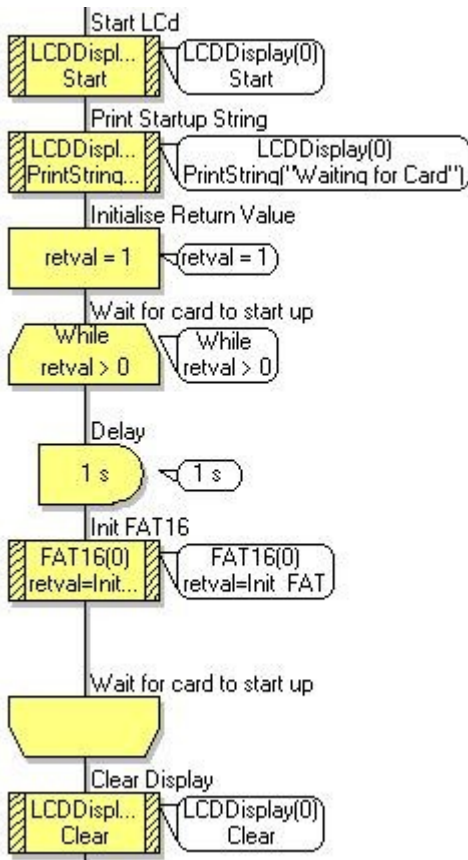 Start LCd
LCDDispl...
Start
LCDDisplay(0)
Start
Print Startup String
LCDDispl...
PrintString...
LCDDisplay(0)
PrintString("Waiting for Card")
Initialise Return Value
retval = 1
retval = 1
Wait for card to start up
While
retval > 0
While
retval > 0
Delay
1 s
1 s
Init FAT16
FAT16(0)
retval=Init...
FAT16(0)
retval=Init FAT
Wait for card to start up
Clear Display
LCDDispl...
Clear
LCDDisplay(0)
Clear